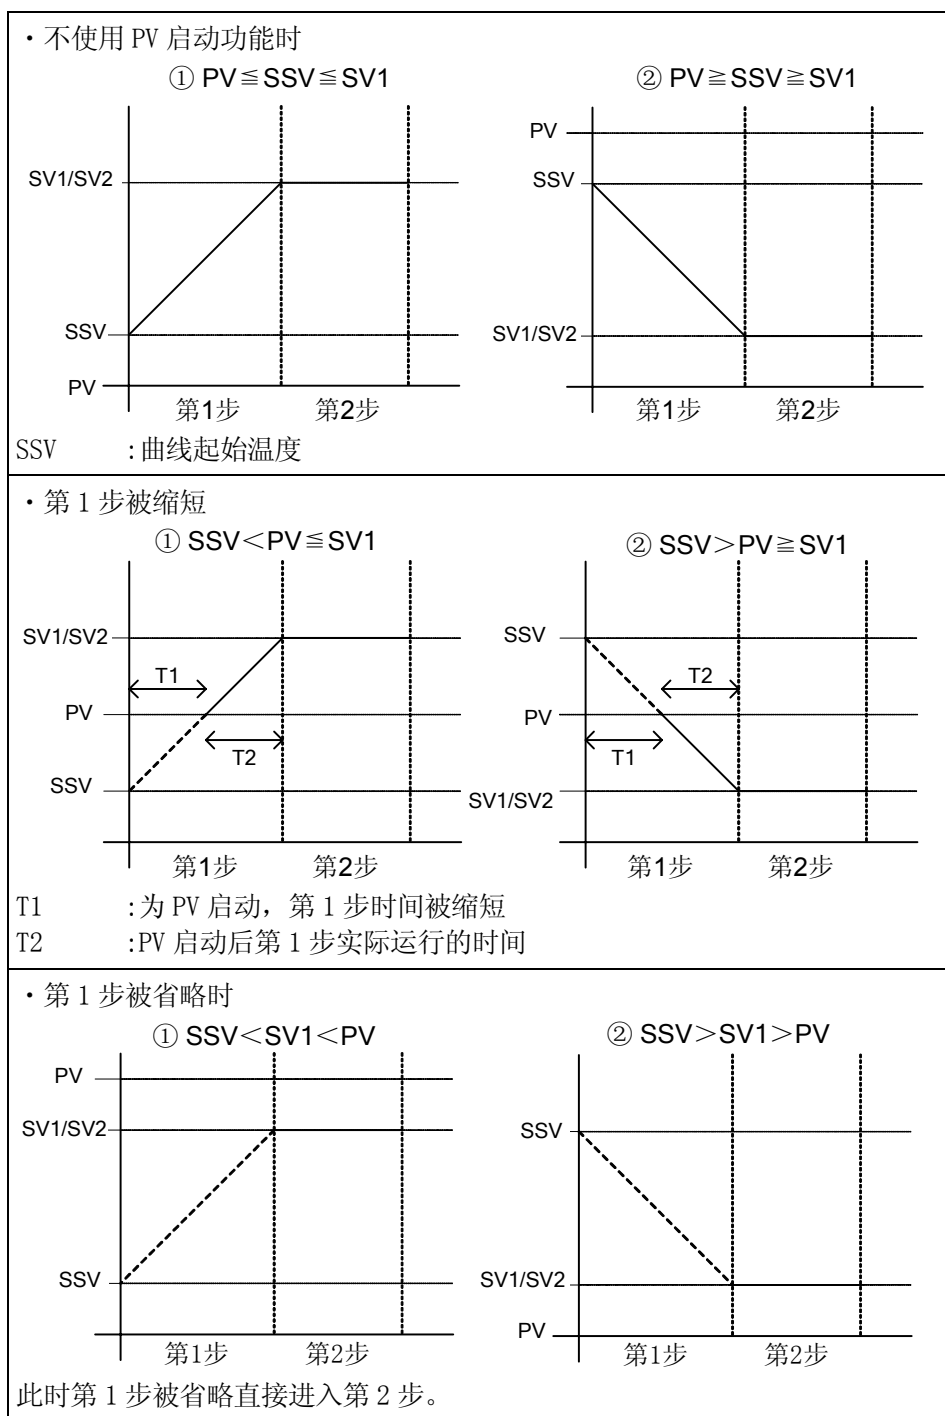 ・不使用 PV 启动功能时
① PV≦SSV≦SV1
② PV≧SSV≧SV1
SV1/SV2
SSV
PV
第1步
第2步
PV
SSV
SV1/SV2
第1步
第2步
SSV :曲线起始温度
・第 1 步被缩短
① SSV＜PV≦SV1
② SSV＞PV≧SV1
SV1/SV2
T1
PV
T2
SSV
第1步
第2步
SSV
T2
PV
T1
SV1/SV2
第1步
第2步
T1 :为 PV 启动，第 1 步时间被缩短
T2 :PV 启动后第 1 步实际运行的时间
・第 1 步被省略时
① SSV＜SV1＜PV
② SSV＞SV1＞PV
PV
SV1/SV2
SSV
第1步
第2步
SSV
SV1/SV2
PV
第1步
第2步
此时第 1 步被省略直接进入第 2 步。